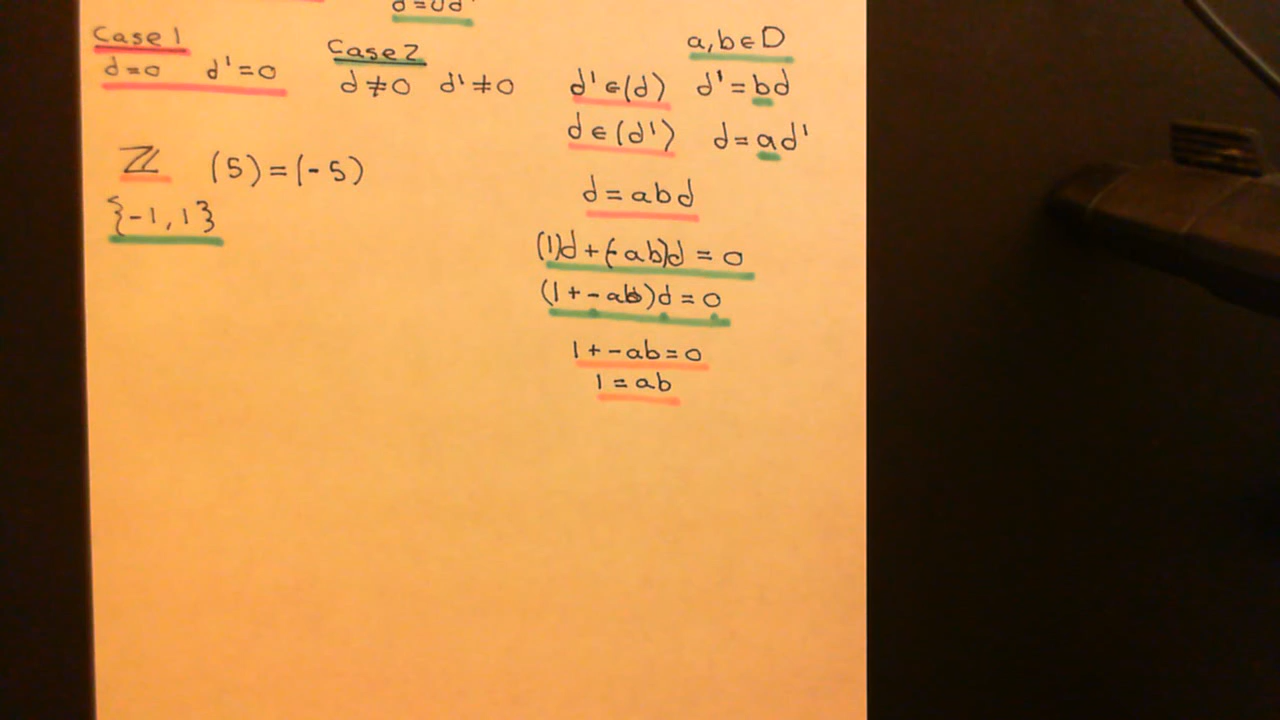 d=Ud'
Case 1
d=0 d'=0
Case 2
d≠0 d'≠0
a,b∈D
d'∈(d) d'=bd
d∈(d') d=ad'
d=abd
(1)d+(-ab)d=0
(1+-ab)d=0
1+-ab=0
1=ab
ℤ (5)=(-5)
{-1,1}